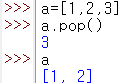 >>> a=[1,2,3]
>>> a.pop()
3
>>> a
[1, 2]